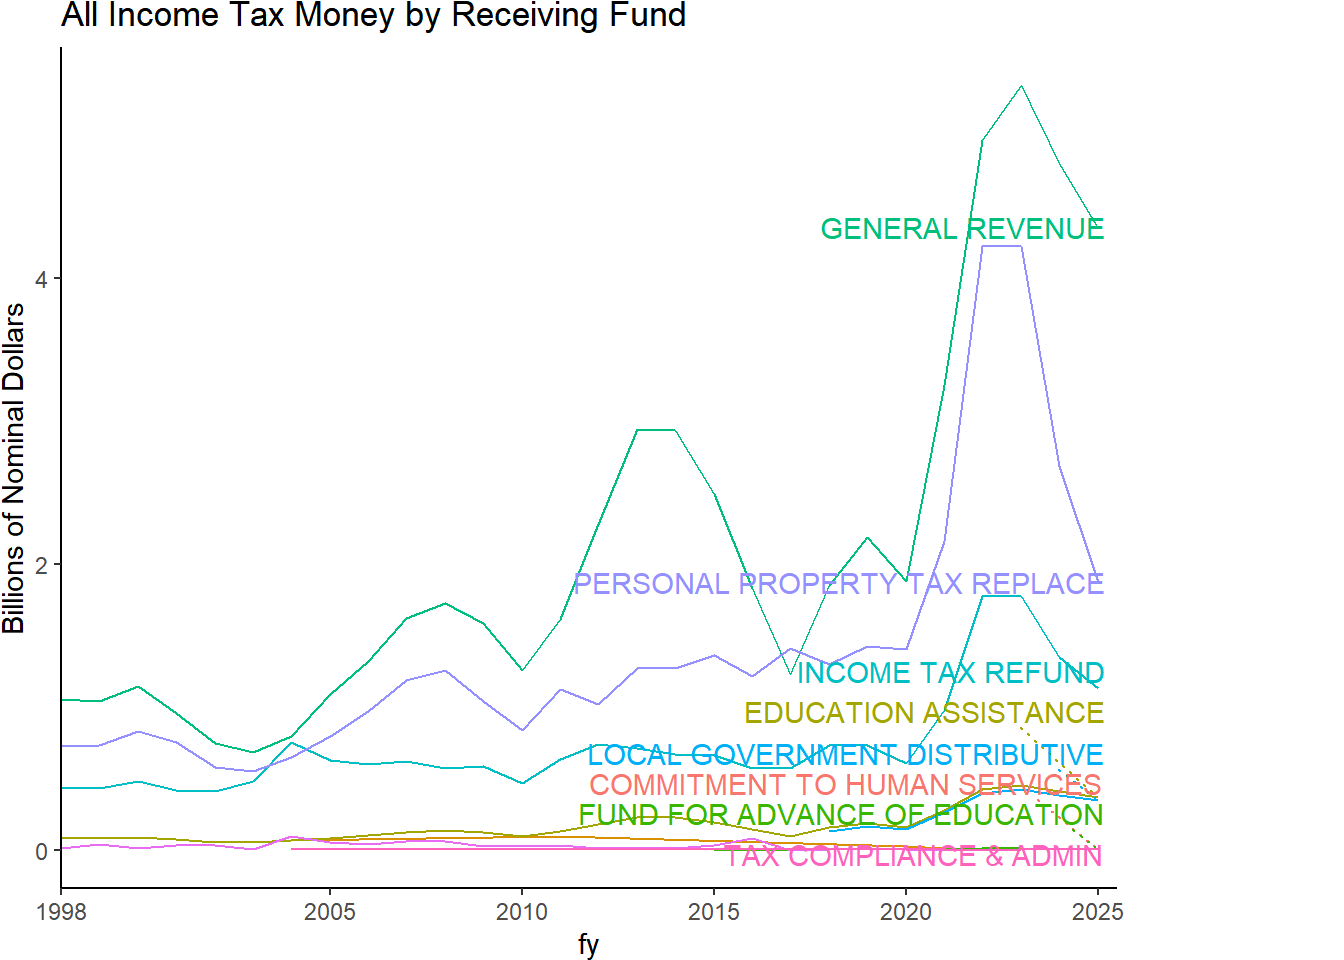 All Income Tax Money by Receiving Fund
Billions of Nominal Dollars
4
2
0
GENERAL REVENUE
PERSONAL PROPERTY TAX REPLACE
INCOME TAX REFUND
EDUCATION ASSISTANCE
LOCAL GOVERNMENT DISTRIBUTIVE
COMMITMENT TO HUMAN SERVICES
FUND FOR ADVANCE OF EDUCATION
TAX COMPLIANCE & ADMIN
1998 2005 2010 2015 2020 2025
fy